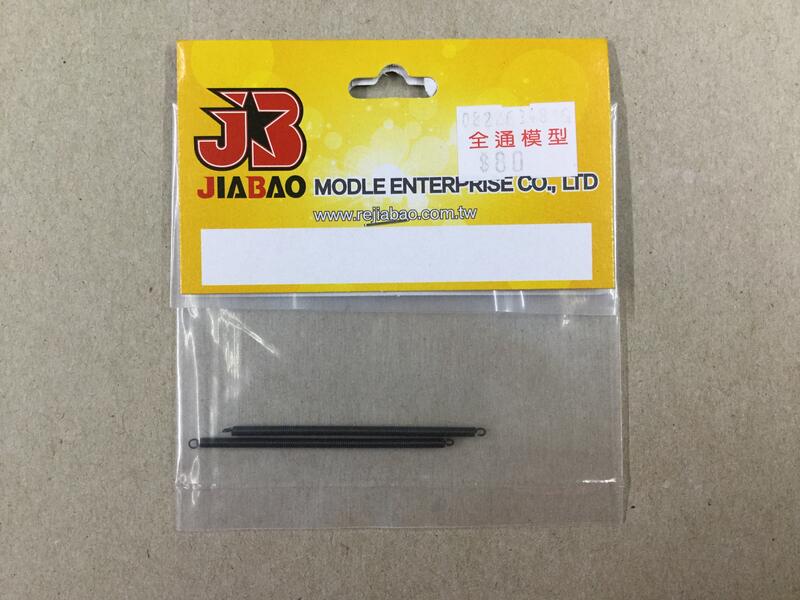 JB
JIABAO MODLE ENTERPRISE CO., LTD
www.rejiabao.com.tw
全通模型
$80